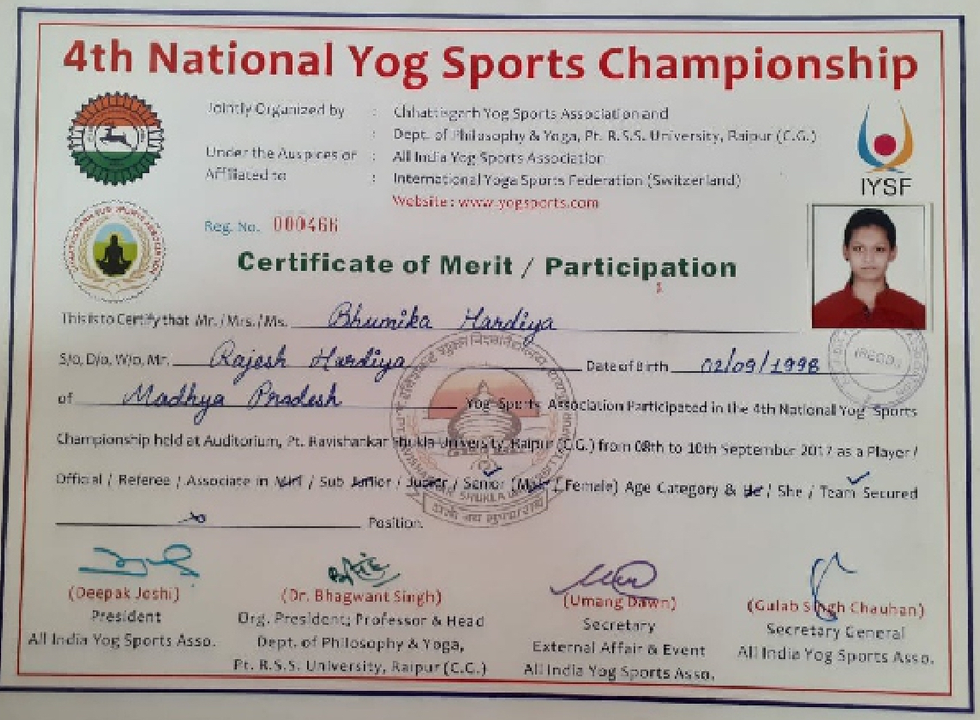 4th National Yog Sports Championship
Jointly Organized by : Chhattisgarh Yog Sports Association and
: Dept. of Philosophy & Yoga, Pt. R.S.S. University, Raipur (C.G.)
Under the Auspices of : All India Yog Sports Association
Affiliated to : International Yoga Sports Federation (Switzerland)
IYSF
Website : www.yogsports.com
Reg. No. 000466
Certificate of Merit / Participation
This is to Certify that Mr. /Mrs. /Ms. Bhumika Hardiya
S/o, D/o, W/o, Mr. Rajesh Hardiya Date of Birth 02/09/1998
of Madhya Pradesh Yog Sports Association Participated in the 4th National Yog Sports
Championship held at Auditorium, Pt. Ravishankar Shukla University, Raipur (C.G.) from 08th to 10th September 2017 as a Player /
Official / Referee / Associate in Mini / Sub Junior / Junior / Senior (Male / Female) Age Category & He / She / Team Secured
Position.
(Deepak Joshi) (Dr. Bhagwant Singh) (Umang Dawn) (Gulab Singh Chauhan)
President Org. President; Professor & Head Secretary Secretary General
All India Yog Sports Asso. Dept. of Philosophy & Yoga, External Affair & Event All India Yog Sports Asso.
Pt. R.S.S. University, Raipur (C.G.) All India Yog Sports Asso.